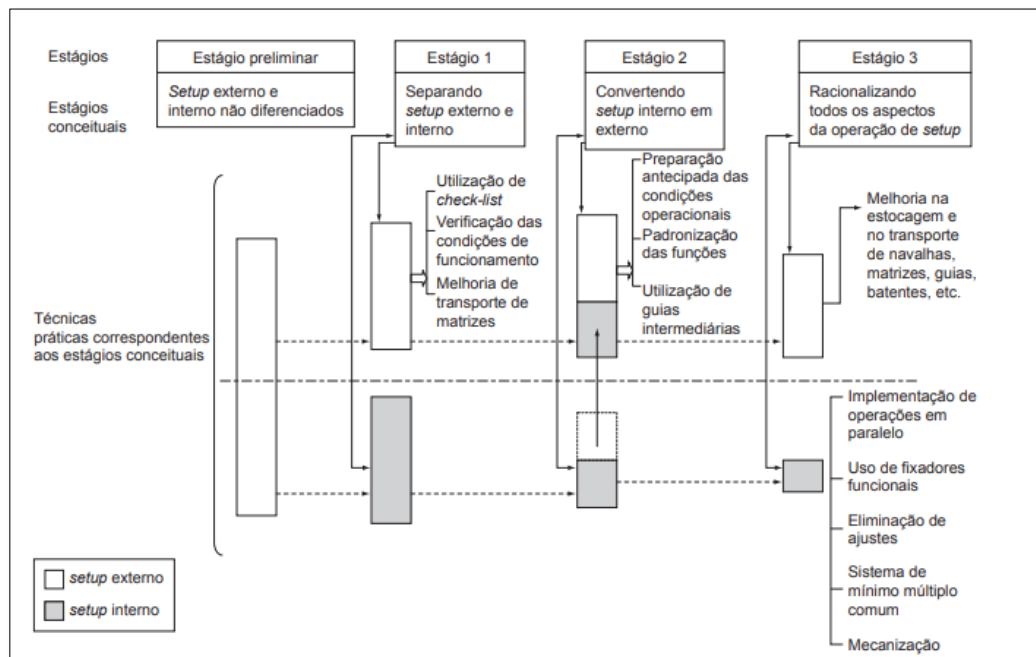 Estágios
Estágio preliminar
Setup externo e
interno não diferenciados
Estágio 1
Separando
setup externo e
interno
Estágio 2
Convertendo
setup interno em
externo
Estágio 3
Racionalizando
todos os aspectos
da operação de setup
Estágios
conceituais
Técnicas
práticas correspondentes
aos estágios conceituais
Utilização de
check-list
Verificação das
condições de
funcionamento
Melhoria de
transporte de
matrizes
Preparação
antecipada das
condições
operacionais
Padronização
das funções
Utilização de
guias
intermediárias
Melhoria na
estocagem e
no transporte
de navalhas,
matrizes, guias,
batentes, etc.
Implementação de
operações em
paralelo
Uso de fixadores
funcionais
Eliminação de
ajustes
Sistema de
mínimo múltiplo
comum
Mecanização
setup externo
setup interno